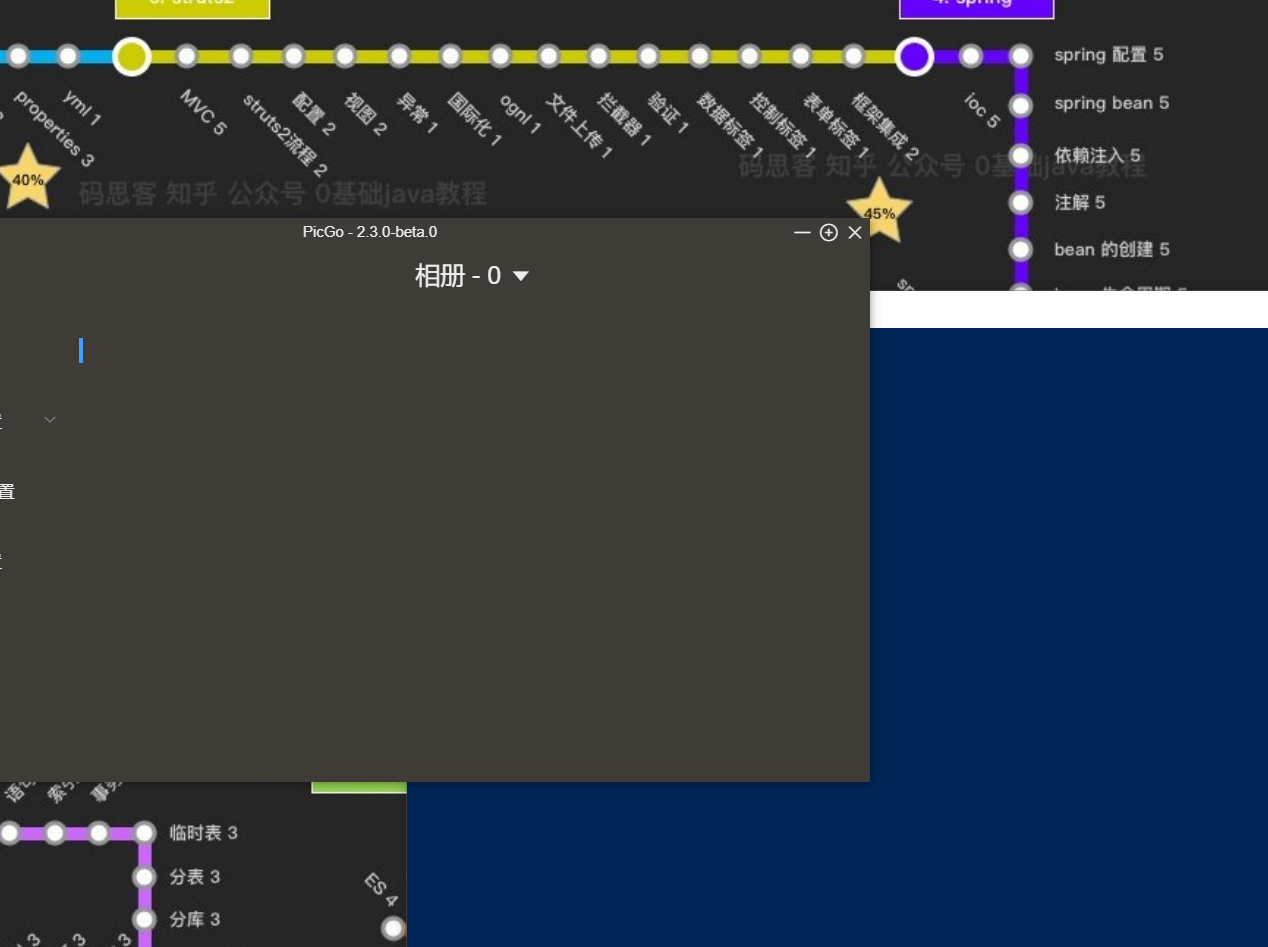 3. struts2
4. spring
properties 3
yml 1
MVC 5
struts2流程 2
配置 2
视图 2
异常 1
国际化 1
ognl 1
文件上传 1
拦截器 1
验证 1
数据标签 1
控制标签 1
表单标签 1
框架集成 2
ioc 5
spring 配置 5
spring bean 5
依赖注入 5
注解 5
bean 的创建 5
40%
45%
码思客 知乎 公众号 0基础java教程
码思客 知乎 公众号 0基础java教程
PicGo - 2.3.0-beta.0
相册 - 0
置
临时表 3
分表 3
分库 3
ES 4
3
3
3